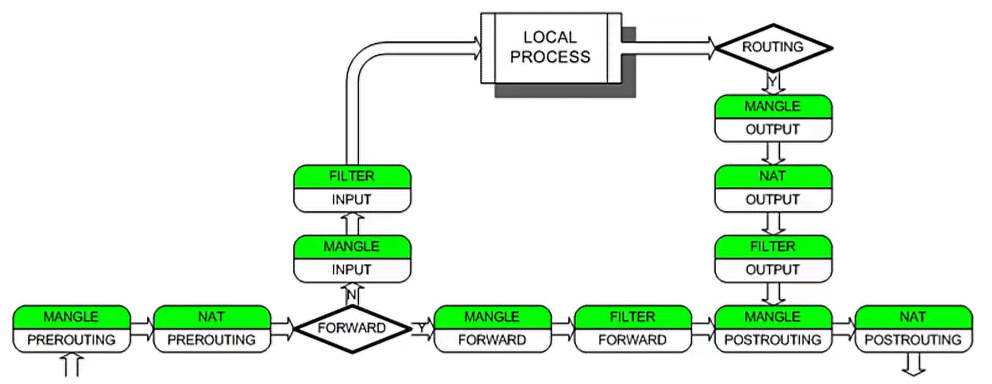 LOCAL
PROCESS
ROUTING
Y
MANGLE
OUTPUT
FILTER
INPUT
NAT
OUTPUT
MANGLE
INPUT
FILTER
OUTPUT
N
MANGLE
PREROUTING
NAT
PREROUTING
FORWARD
Y
MANGLE
FORWARD
FILTER
FORWARD
MANGLE
POSTROUTING
NAT
POSTROUTING